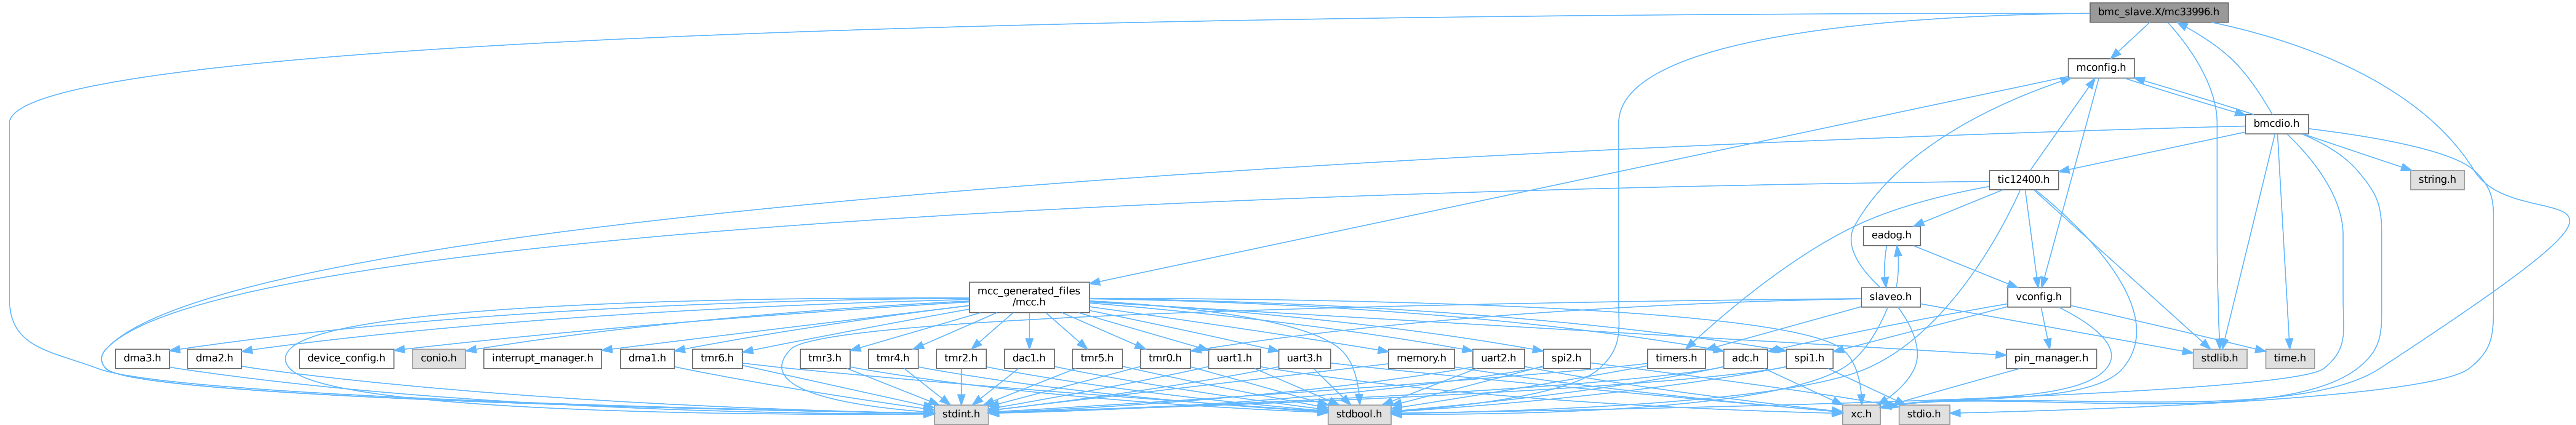 bmc_slave.X/mc33996.h
mconfig.h
bmcdio.h
tic12400.h
string.h
eadog.h
mcc_generated_files
/mcc.h
slaveo.h
vconfig.h
dma3.h
dma2.h
device_config.h
conio.h
interrupt_manager.h
dma1.h
tmr6.h
tmr3.h
tmr4.h
tmr2.h
dac1.h
tmr5.h
tmr0.h
uart1.h
uart3.h
memory.h
uart2.h
spi2.h
timers.h
adc.h
spi1.h
pin_manager.h
stdlib.h
time.h
stdint.h
stdbool.h
xc.h
stdio.h